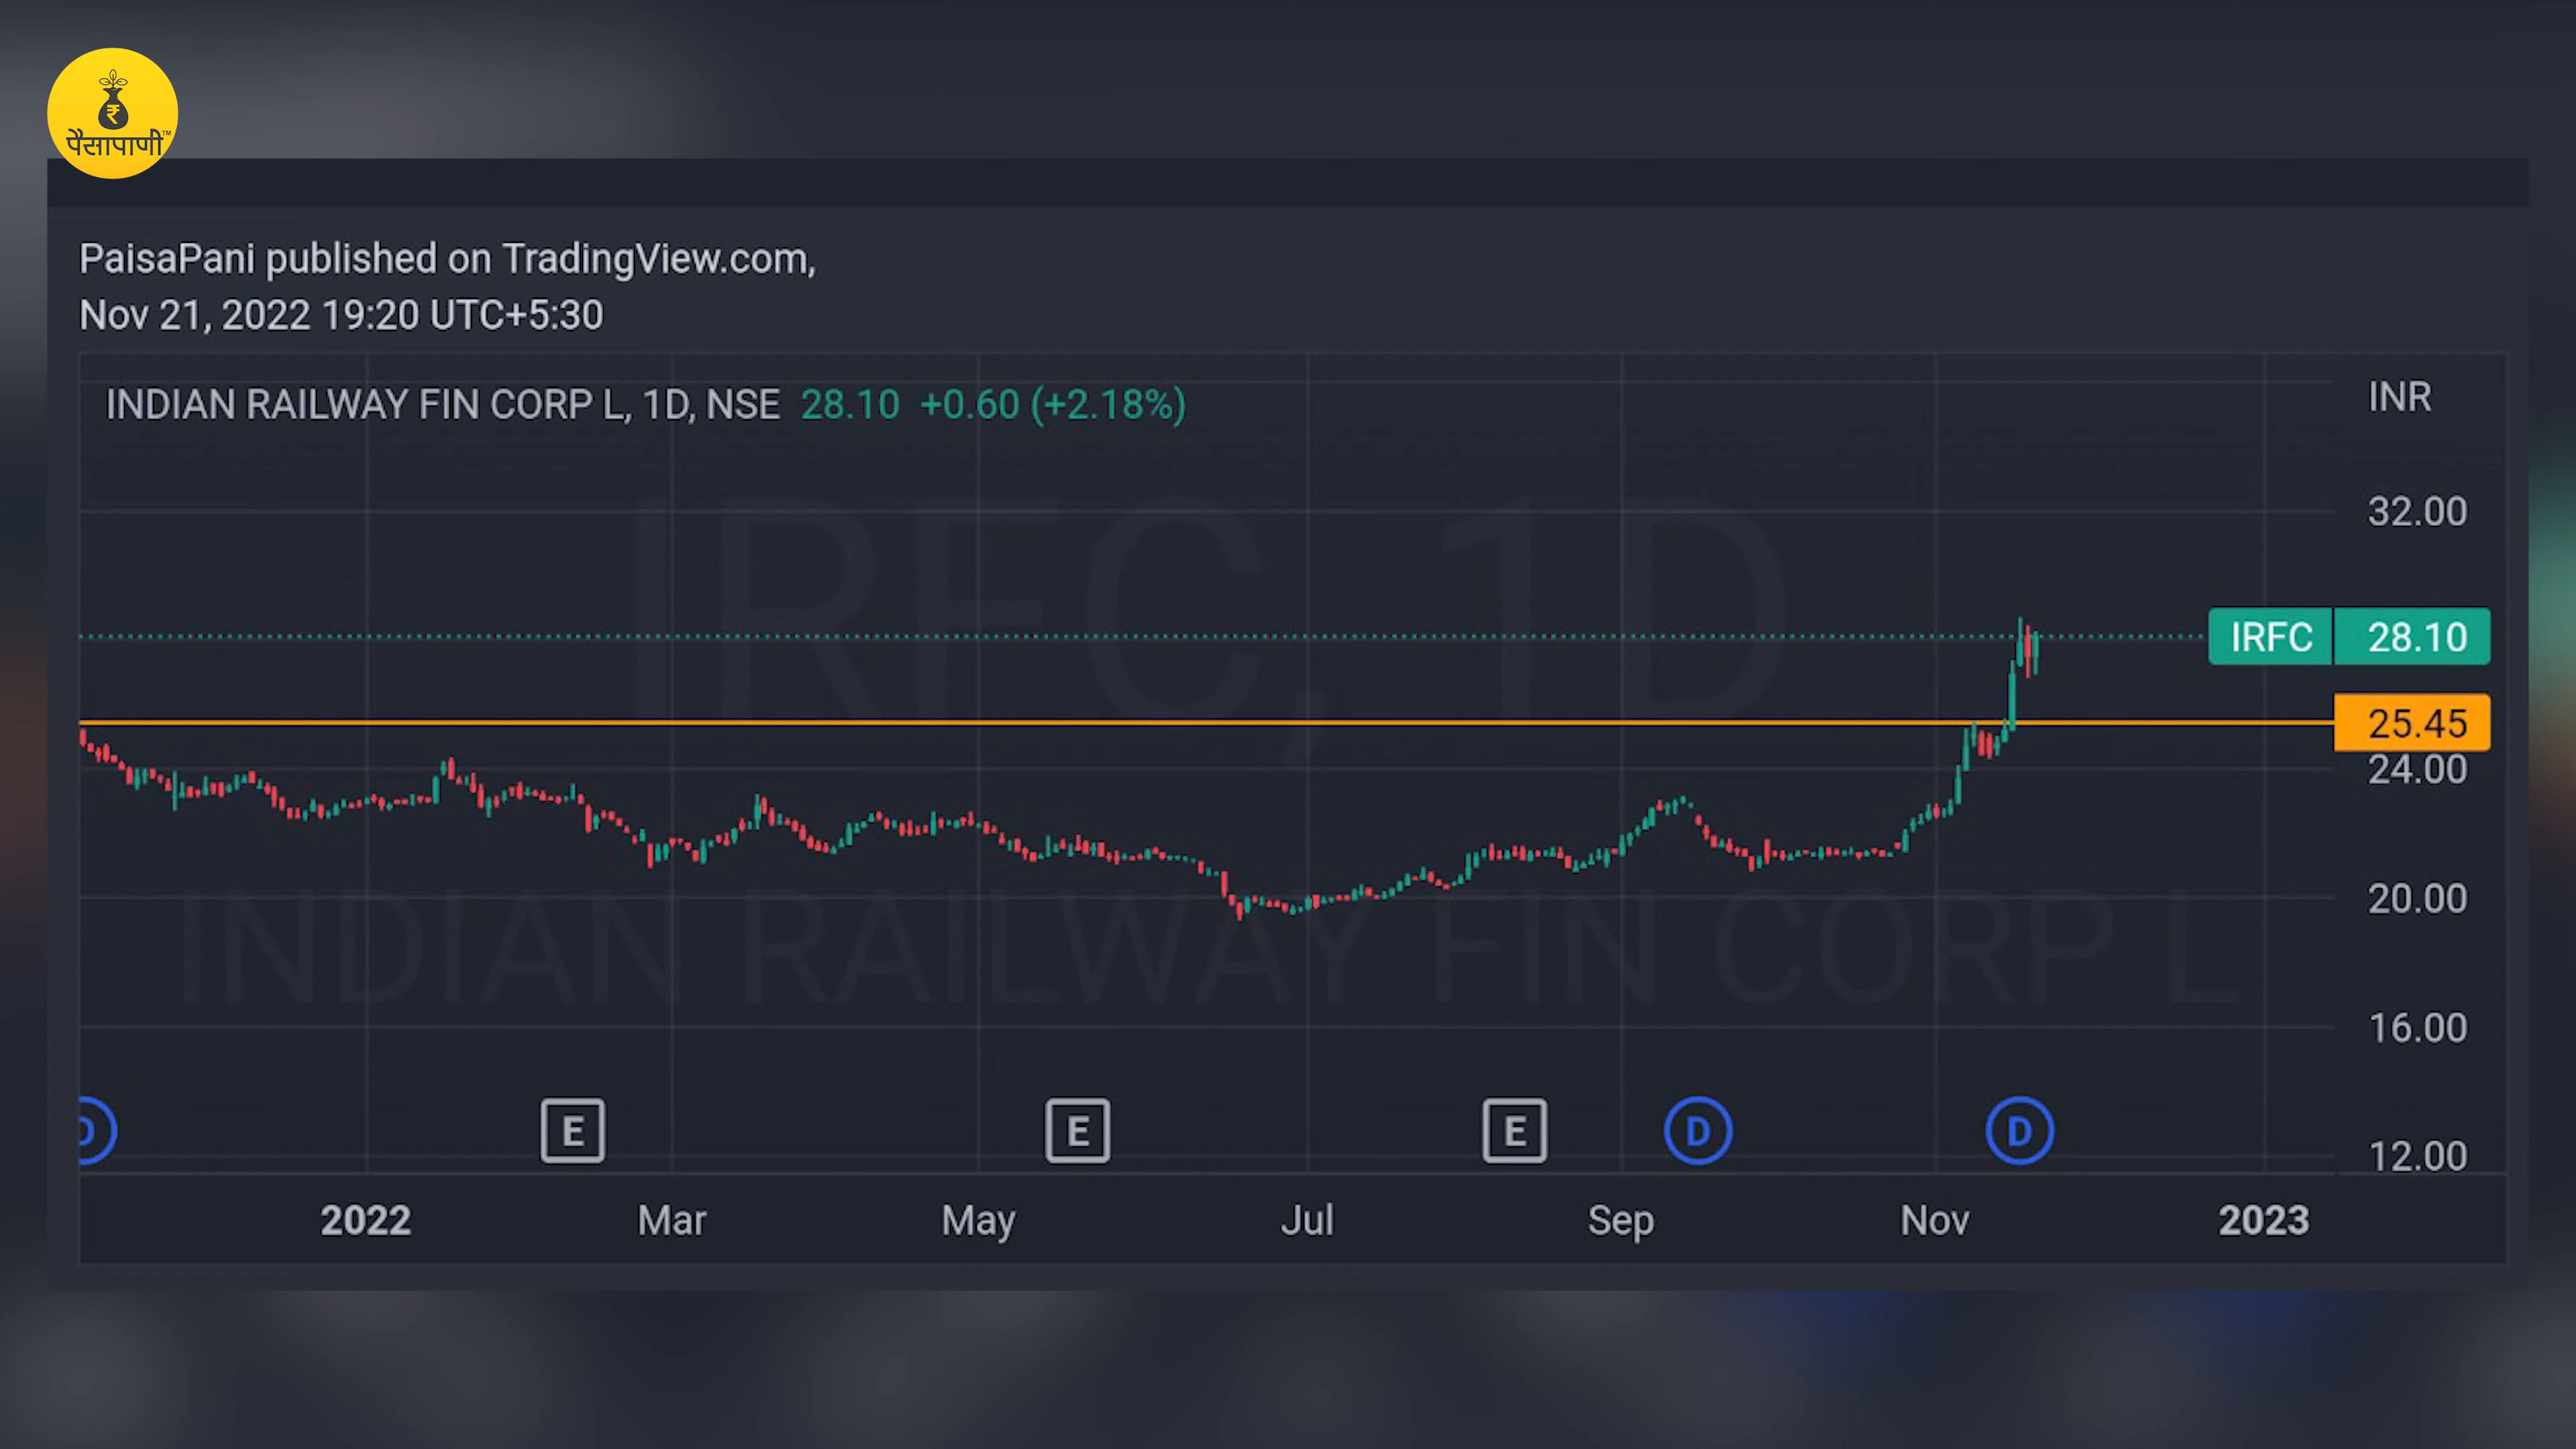 ₹
पैसापाणी™
PaisaPani published on TradingView.com,
Nov 21, 2022 19:20 UTC+5:30
INDIAN RAILWAY FIN CORP L, 1D, NSE 28.10 +0.60 (+2.18%)
INR
32.00
IRFC, 1D
IRFC 28.10
25.45
24.00
20.00
INDIAN RAILWAY FIN CORP L
16.00
D E E E D D
12.00
2022 Mar May Jul Sep Nov 2023